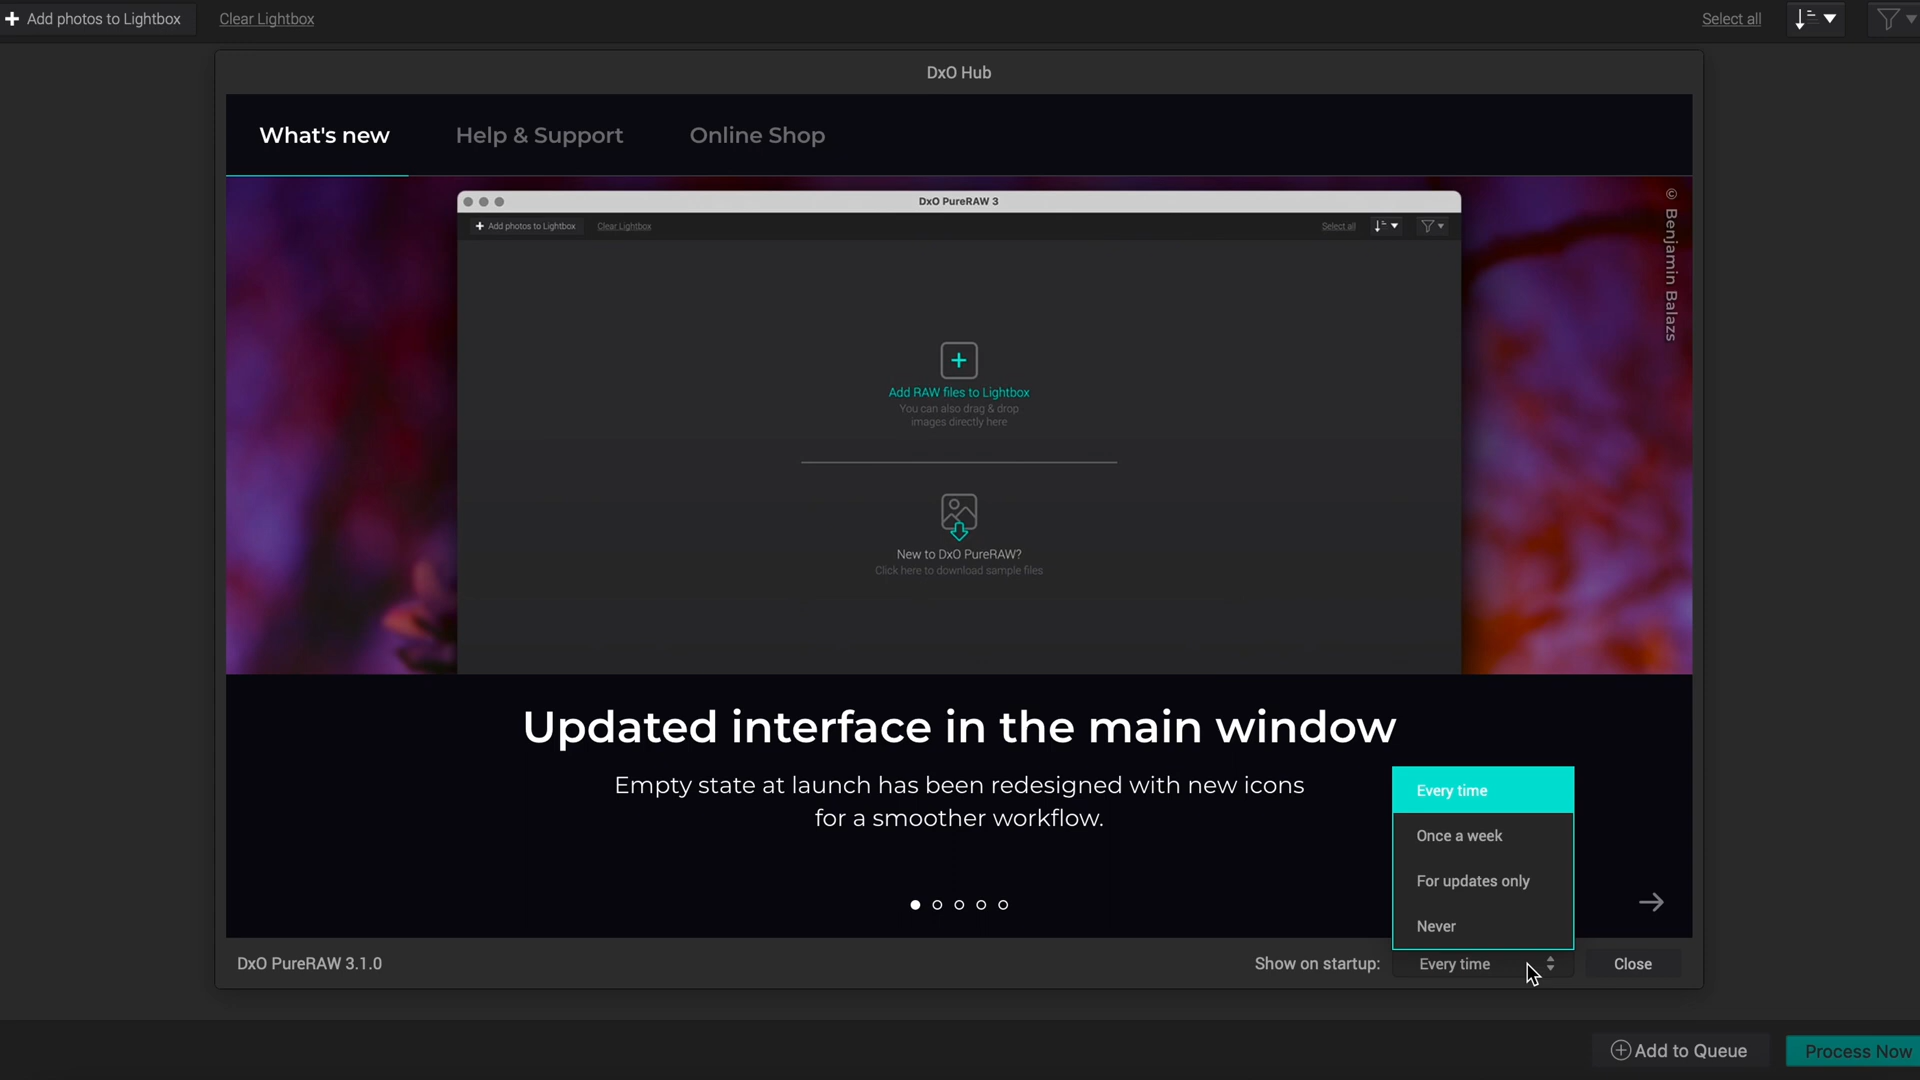 Add photos to Lightbox
Clear Lightbox
Select all
DxO Hub
What's new
Help & Support
Online Shop
DxO PureRAW 3
Add photos to Lightbox
Clear Lightbox
Select all
© Benjamin Balazs
Add RAW files to Lightbox
You can also drag & drop
images directly here
New to DxO PureRAW?
Click here to download sample files
Updated interface in the main window
Empty state at launch has been redesigned with new icons
for a smoother workflow.
Every time
Once a week
For updates only
Never
DxO PureRAW 3.1.0
Show on startup:
Every time
Close
Add to Queue
Process Now